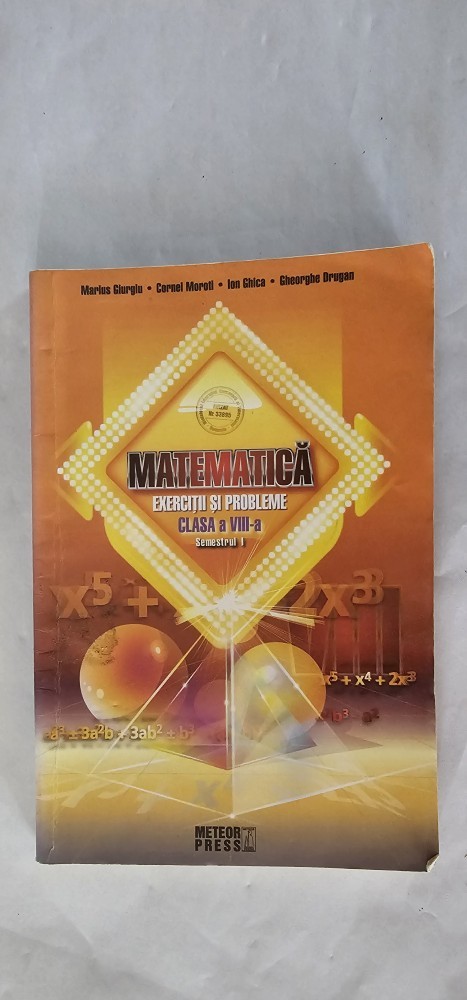 Marius Giurgiu • Cornel Moroti • Ion Ghica • Gheorghe Drugan
MATEMATICĂ
EXERCIȚII ȘI PROBLEME
CLASA a VIII-a
Semestrul I
x⁵ +
2x³
x⁵ + x⁴ + 2x³
a³ ± 3a²b + 3ab² ± b³
METEOR
PRESS